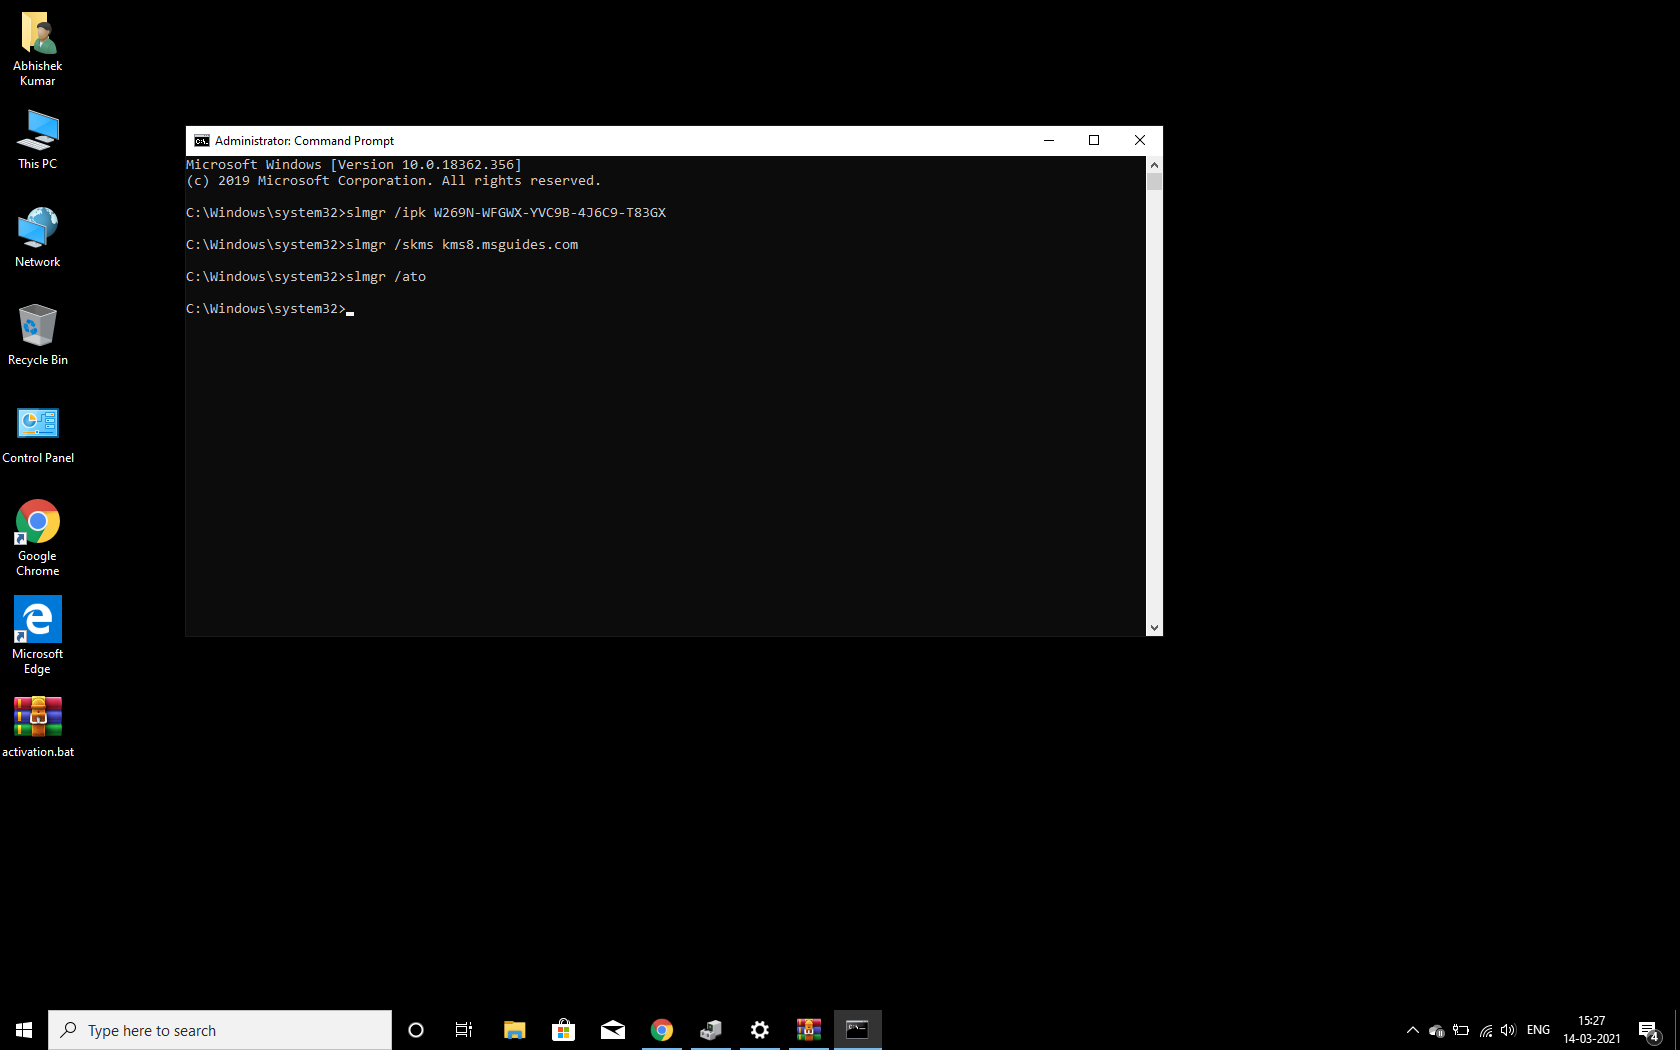 Abhishek
Kumar
This PC
Network
Recycle Bin
Control Panel
Google
Chrome
Microsoft
Edge
activation.bat
Administrator: Command Prompt
Microsoft Windows [Version 10.0.18362.356]
(c) 2019 Microsoft Corporation. All rights reserved.
C:\Windows\system32>slmgr /ipk W269N-WFGWX-YVC9B-4J6C9-T83GX
C:\Windows\system32>slmgr /skms kms8.msguides.com
C:\Windows\system32>slmgr /ato
C:\Windows\system32>
Type here to search
ENG
15:27
14-03-2021
4